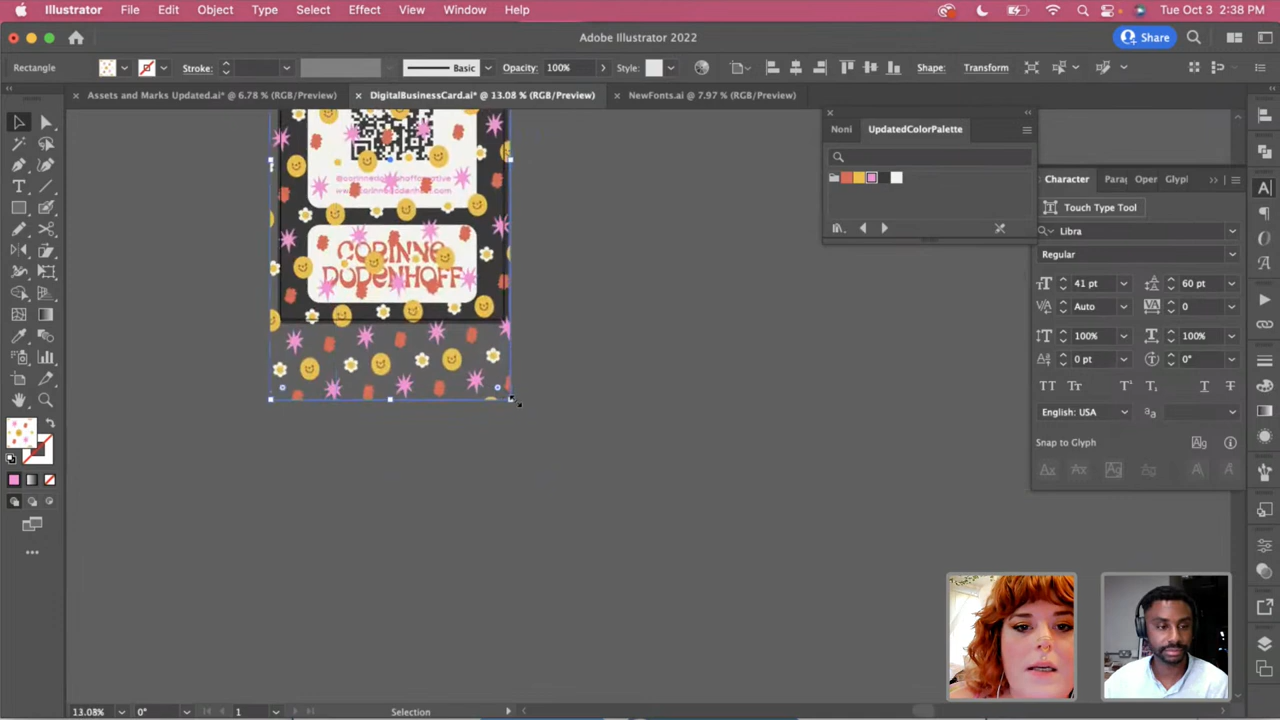 Illustrator File Edit Object Type Select Effect View Window Help Tue Oct 3 2:38 PM
Adobe Illustrator 2022 Share
Rectangle Stroke: Basic Opacity: 100% Style: Shape: Transform
× Assets and Marks Updated.ai* @ 6.78 % (RGB/Preview) × DigitalBusinessCard.ai* @ 13.08 % (RGB/Preview) × NewFonts.ai @ 7.97 % (RGB/Preview)
Noni UpdatedColorPalette
Character Para Oper Glypl
Touch Type Tool
Libra
Regular
41 pt 60 pt
Auto 0
100% 100%
0 pt 0°
English: USA
Snap to Glyph
CORINNE
DUDENHOFF
13.08% 0° 1 Selection